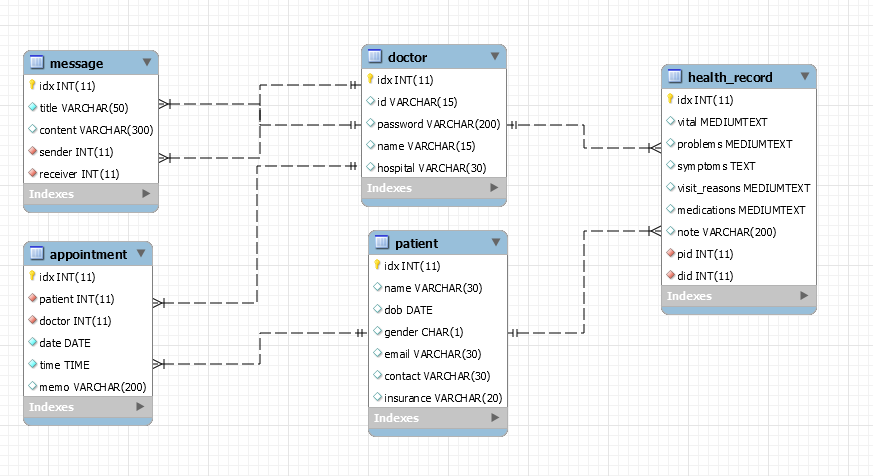 message
idx INT(11)
title VARCHAR(50)
content VARCHAR(300)
sender INT(11)
receiver INT(11)
Indexes
appointment
idx INT(11)
patient INT(11)
doctor INT(11)
date DATE
time TIME
memo VARCHAR(200)
Indexes
doctor
idx INT(11)
id VARCHAR(15)
password VARCHAR(200)
name VARCHAR(15)
hospital VARCHAR(30)
Indexes
patient
idx INT(11)
name VARCHAR(30)
dob DATE
gender CHAR(1)
email VARCHAR(30)
contact VARCHAR(30)
insurance VARCHAR(20)
Indexes
health_record
idx INT(11)
vital MEDIUMTEXT
problems MEDIUMTEXT
symptoms TEXT
visit_reasons MEDIUMTEXT
medications MEDIUMTEXT
note VARCHAR(200)
pid INT(11)
did INT(11)
Indexes